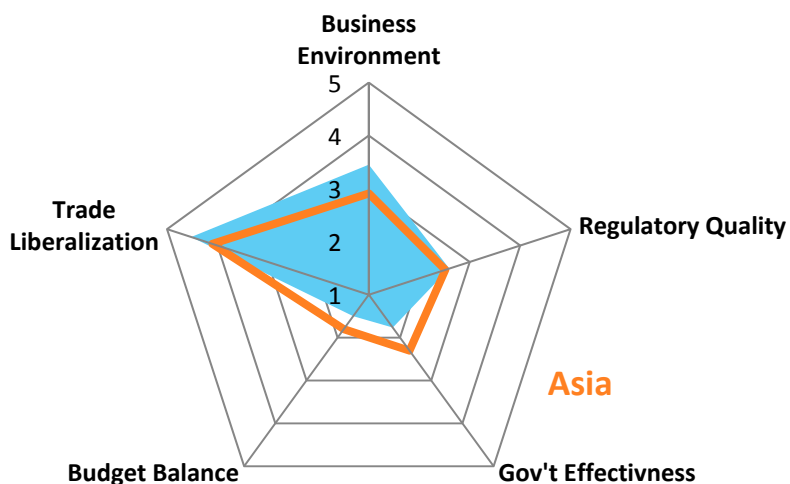 Business
Environment
5
4
3
2
1
Trade
Liberalization
Regulatory Quality
Asia
Budget Balance
Gov't Effectivness